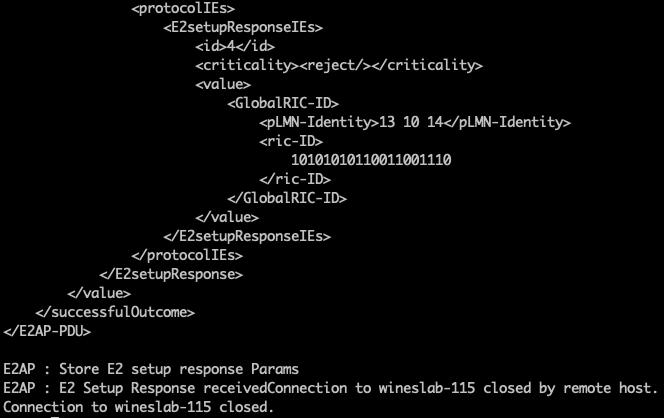 <protocolIEs>
<E2setupResponseIEs>
<id>4</id>
<criticality><reject/></criticality>
<value>
<GlobalRIC-ID>
<pLMN-Identity>13 10 14</pLMN-Identity>
<ric-ID>
10101010110011001110
</ric-ID>
</GlobalRIC-ID>
</value>
</E2setupResponseIEs>
</protocolIEs>
</E2setupResponse>
</value>
</successfulOutcome>
</E2AP-PDU>
E2AP : Store E2 setup response Params
E2AP : E2 Setup Response receivedConnection to wineslab-115 closed by remote host.
Connection to wineslab-115 closed.